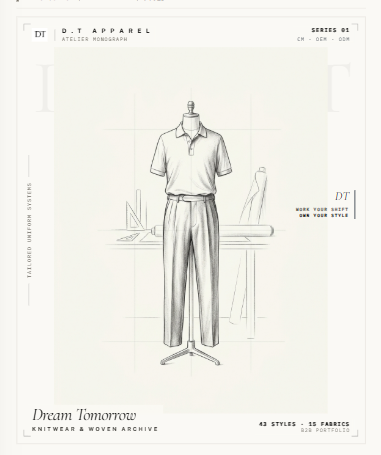 DT
D.T APPAREL
ATELIER MONOGRAPH
SERIES 01
CM · OEM · ODM
DT
WORK YOUR SHIFT
OWN YOUR STYLE
TAILORED UNIFORM SYSTEMS
Dream Tomorrow
KNITWEAR & WOVEN ARCHIVE
43 STYLES · 15 FABRICS
B2B PORTFOLIO